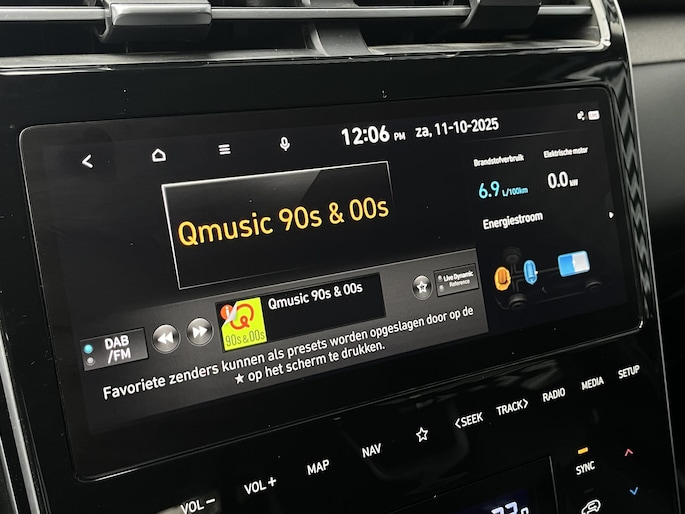 12:06 PM za, 11-10-2025
Qmusic 90s & 00s
Brandstofverbruik
6.9 L/100km
Elektrische motor
0.0 kW
Energiestroom
DAB
/FM
90s & 00s
Qmusic 90s & 00s
Live Dynamic
Reference
Favoriete zenders kunnen als presets worden opgeslagen door op de
★ op het scherm te drukken.
VOL –
VOL +
MAP
NAV
<SEEK
TRACK>
RADIO
MEDIA
SETUP
SYNC